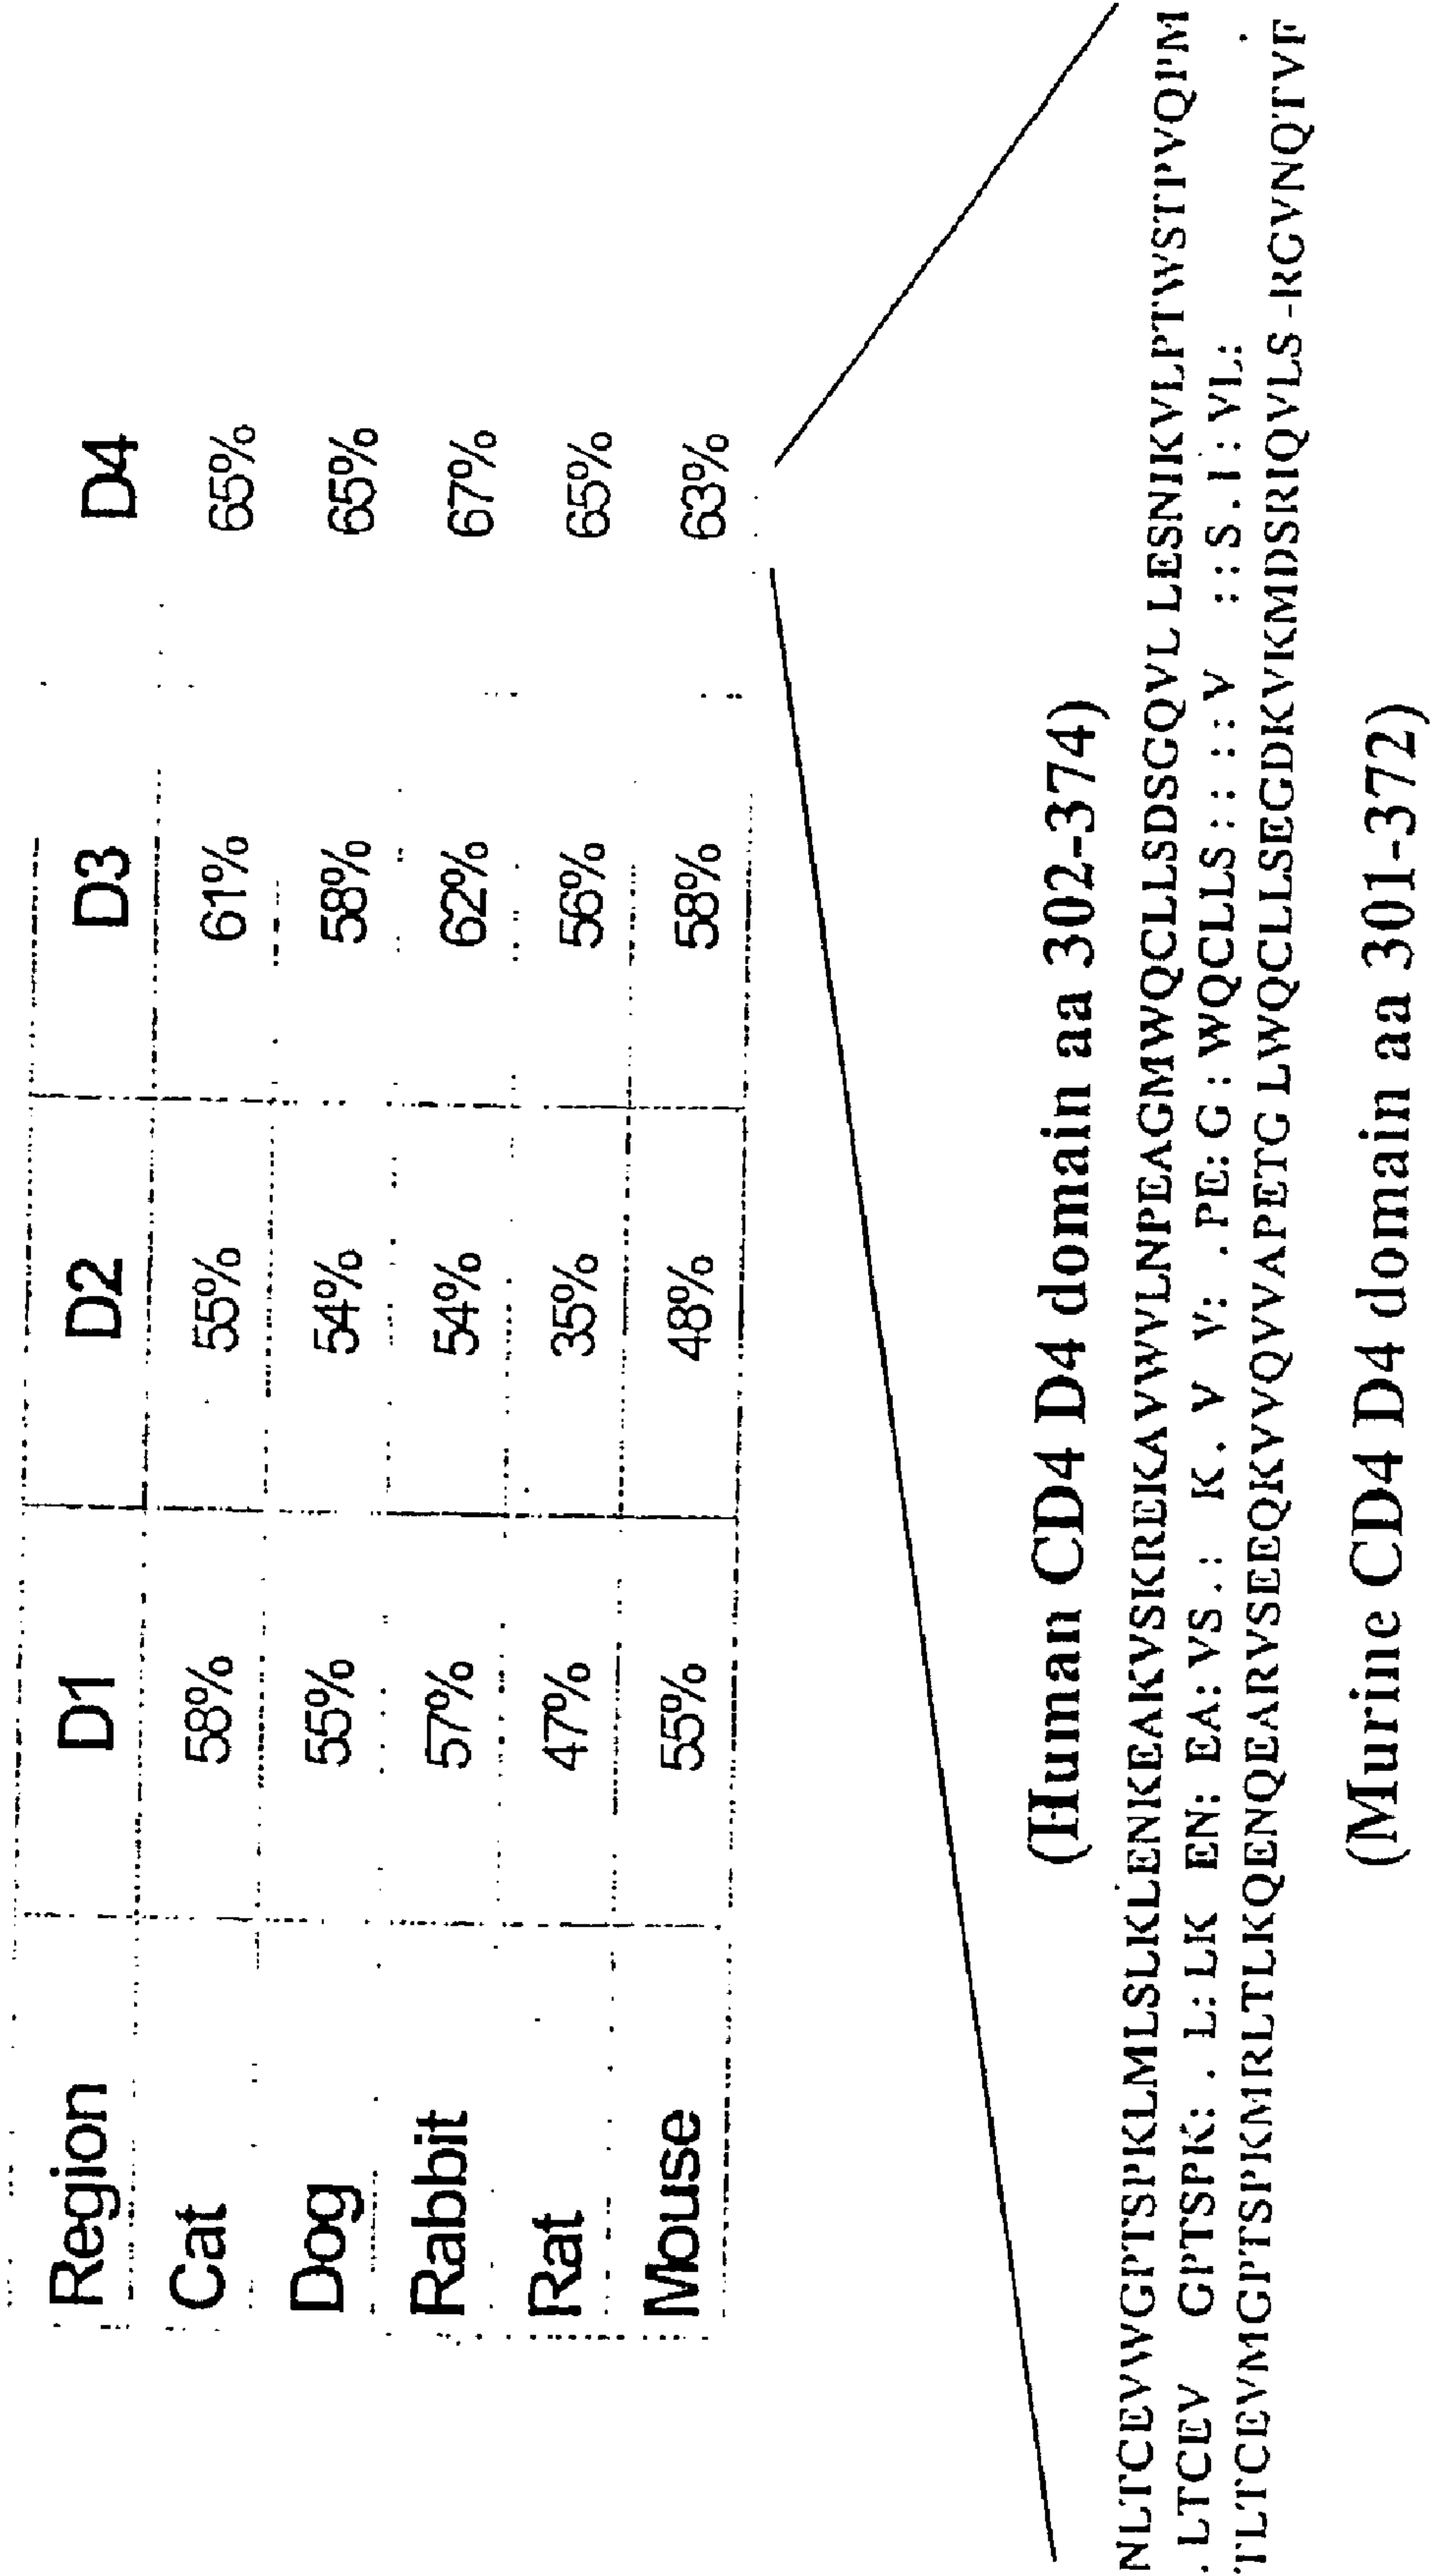 Region D1 D2 D3 D4
Cat 58% 55% 61% 65%
Dog 55% 54% 58% 65%
Rabbit 57% 54% 62% 67%
Rat 47% 35% 56% 65%
Mouse 55% 48% 58% 63%
(Human CD4 D4 domain aa 302-374)
NLTCEVWGPTSPKLMLSLKLENKEAKVSKREKAVWVLNPEAGMWQCLLSDSGQVL LESNIKVLPTWSTPVQPM
. LTCEV GPTSPK: . L: LK EN: EA: VS . : K . V V: . PE: G : WQCLLS : : : : : V : : S . I : VL:
TLTCEVMGPTSPKMRLTLKQENQEARVSEEQKVVQVVAPETG LWQCLLSEGDKVKMDSRIQVLS -RGVNQTVF
(Murine CD4 D4 domain aa 301-372)